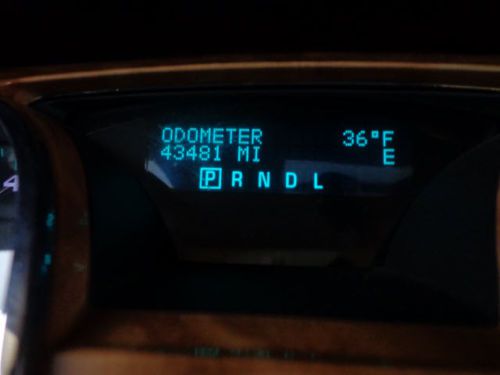 ODOMETER 36°F
43481 MI E
P R N D L